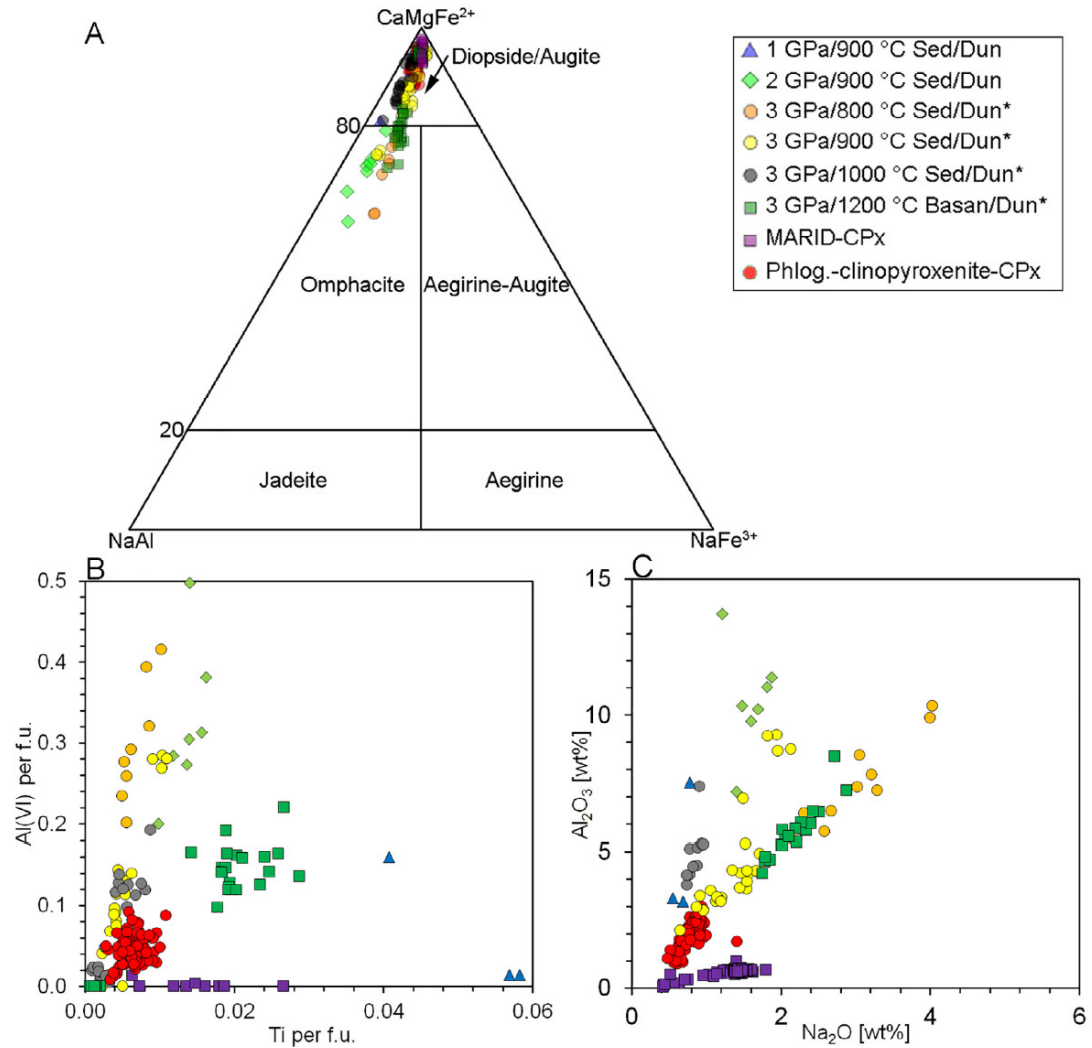 A
CaMgFe²⁺
Diopside/Augite
80
Omphacite
Aegirine-Augite
20
Jadeite
Aegirine
NaAl
NaFe³⁺
1 GPa/900 °C Sed/Dun
2 GPa/900 °C Sed/Dun
3 GPa/800 °C Sed/Dun*
3 GPa/900 °C Sed/Dun*
3 GPa/1000 °C Sed/Dun*
3 GPa/1200 °C Basan/Dun*
MARID-CPx
Phlog.-clinopyroxenite-CPx
B
0.5
0.4
0.3
0.2
0.1
0.0
Al(VI) per f.u.
0.00
0.02
0.04
0.06
Ti per f.u.
C
15
10
5
0
Al₂O₃ [wt%]
0
2
4
6
Na₂O [wt%]